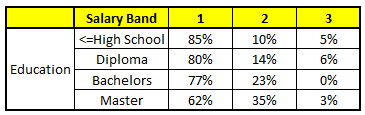 Salary Band 1 2 3
<=High School 85% 10% 5%
Diploma 80% 14% 6%
Education
Bachelors 77% 23% 0%
Master 62% 35% 3%